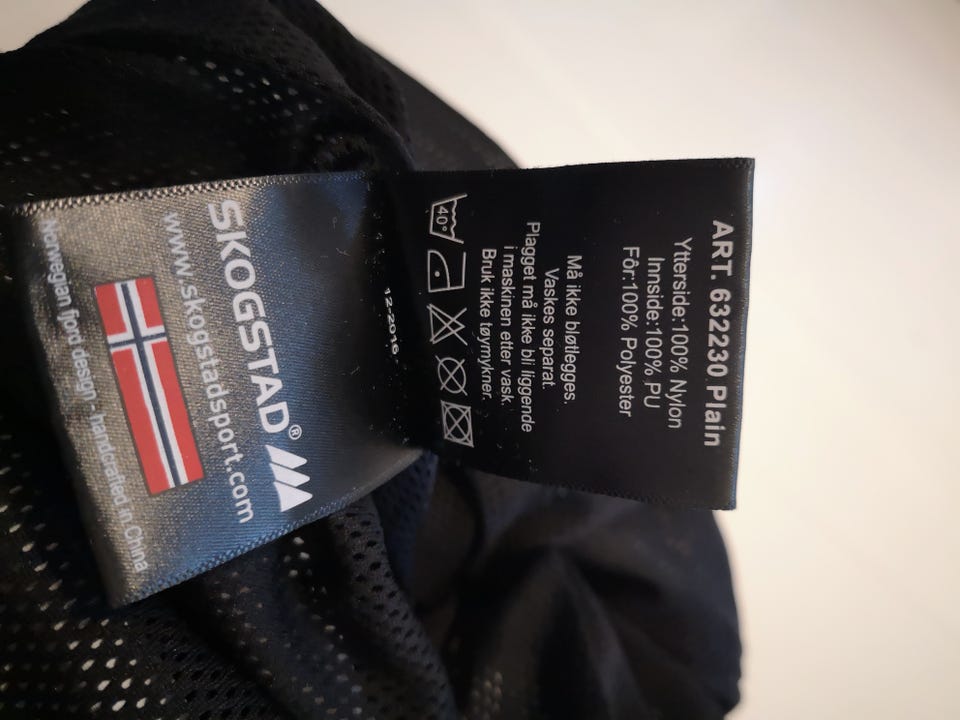 ART. 632230 Plain
Ytterside:100% Nylon
Innside:100% PU
Fôr:100% Polyester
Må ikke bløtlegges.
Vaskes separat
Plagget må ikke bli liggende
i maskinen etter vask.
Bruk ikke tøymykner.
40°
12-2016
SKOGSTAD®
www.skogstadsport.com
Norwegian fjord design - handcrafted in China